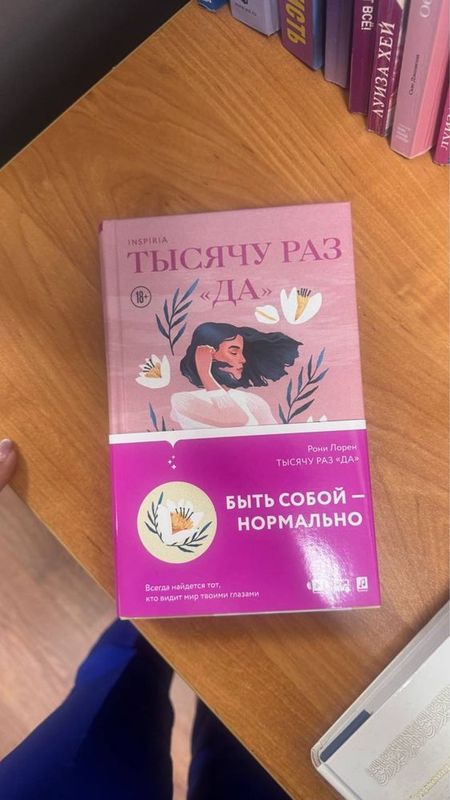 ВСЁ!
ЛУИЗА ХЕЙ
INSPIRIA
ТЫСЯЧУ РАЗ
«ДА»
18+
Рони Лорен
ТЫСЯЧУ РАЗ «ДА»
БЫТЬ СОБОЙ –
НОРМАЛЬНО
Всегда найдется тот,
кто видит мир твоими глазами